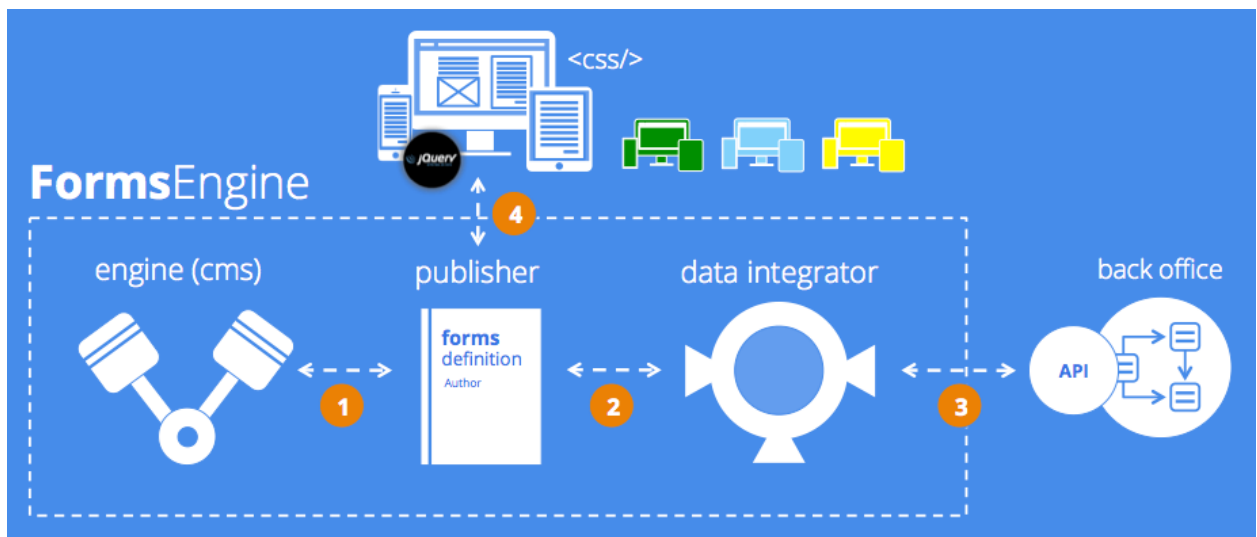 <css/>
jQuery
FormsEngine
4
engine (cms)
publisher
data integrator
back office
forms
definition
Author
API
1
2
3